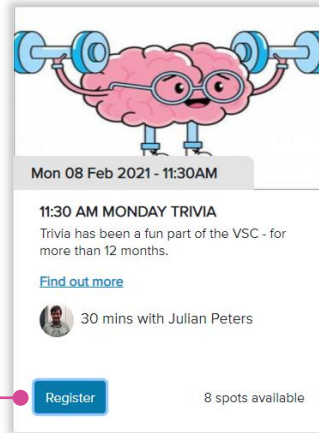 Mon 08 Feb 2021 - 11:30AM
11:30 AM MONDAY TRIVIA
Trivia has been a fun part of the VSC - for
more than 12 months.
Find out more
30 mins with Julian Peters
Register
8 spots available